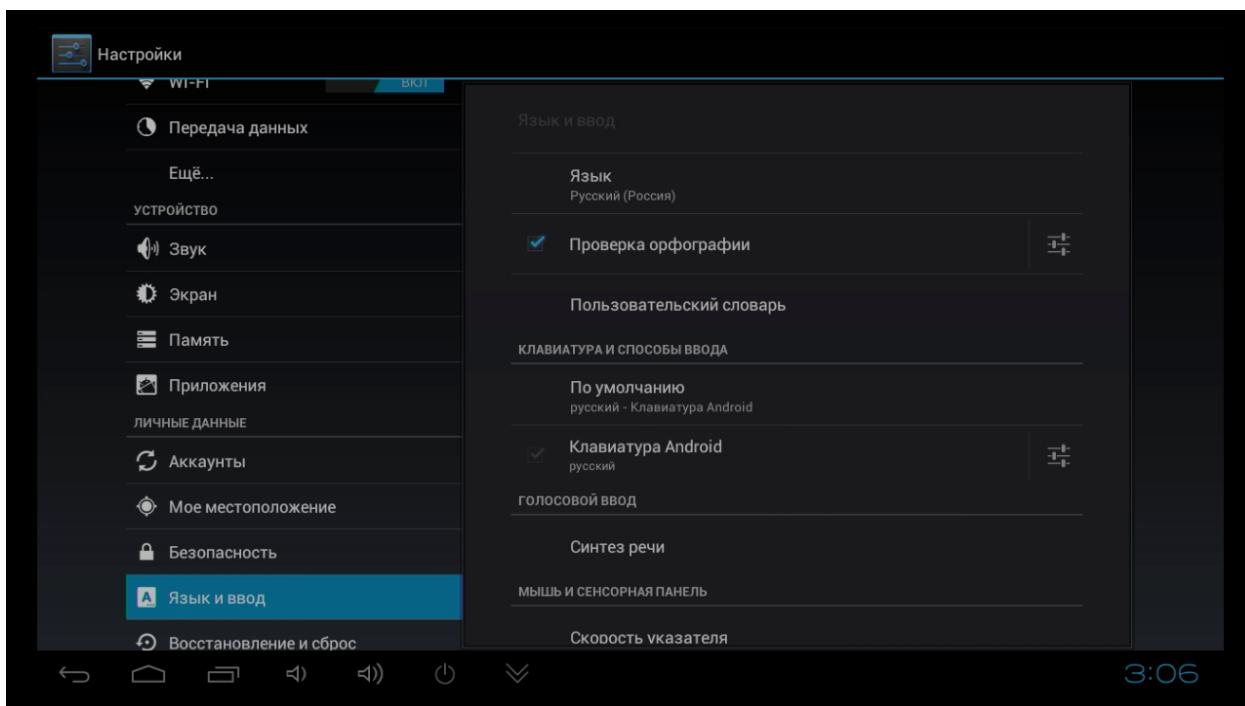 Настройки
WI-FI
ВКЛ
Передача данных
Ещё...
УСТРОЙСТВО
Звук
Экран
Память
Приложения
ЛИЧНЫЕ ДАННЫЕ
Аккаунты
Мое местоположение
Безопасность
Язык и ввод
Восстановление и сброс
Язык и ввод
Язык
Русский (Россия)
Проверка орфографии
Пользовательский словарь
КЛАВИАТУРА И СПОСОБЫ ВВОДА
По умолчанию
русский - Клавиатура Android
Клавиатура Android
русский
ГОЛОСОВОЙ ВВОД
Синтез речи
МЫШЬ И СЕНСОРНАЯ ПАНЕЛЬ
Скорость указателя
3:06